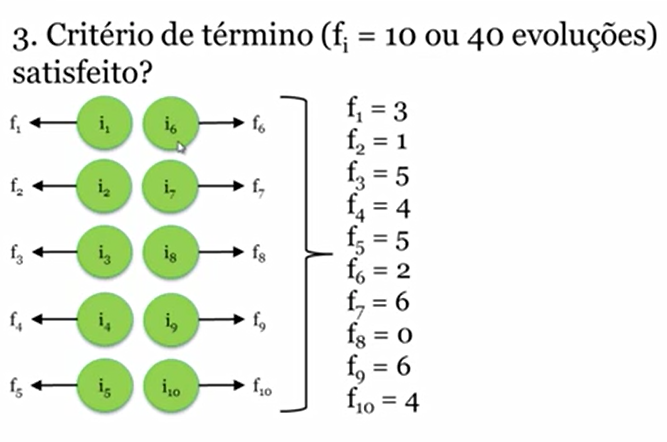 3. Critério de término (fᵢ = 10 ou 40 evoluções)
satisfeito?
f₁ i₁ i₆ f₆
f₂ i₂ i₇ f₇
f₃ i₃ i₈ f₈
f₄ i₄ i₉ f₉
f₅ i₅ i₁₀ f₁₀
f₁ = 3
f₂ = 1
f₃ = 5
f₄ = 4
f₅ = 5
f₆ = 2
f₇ = 6
f₈ = 0
f₉ = 6
f₁₀ = 4